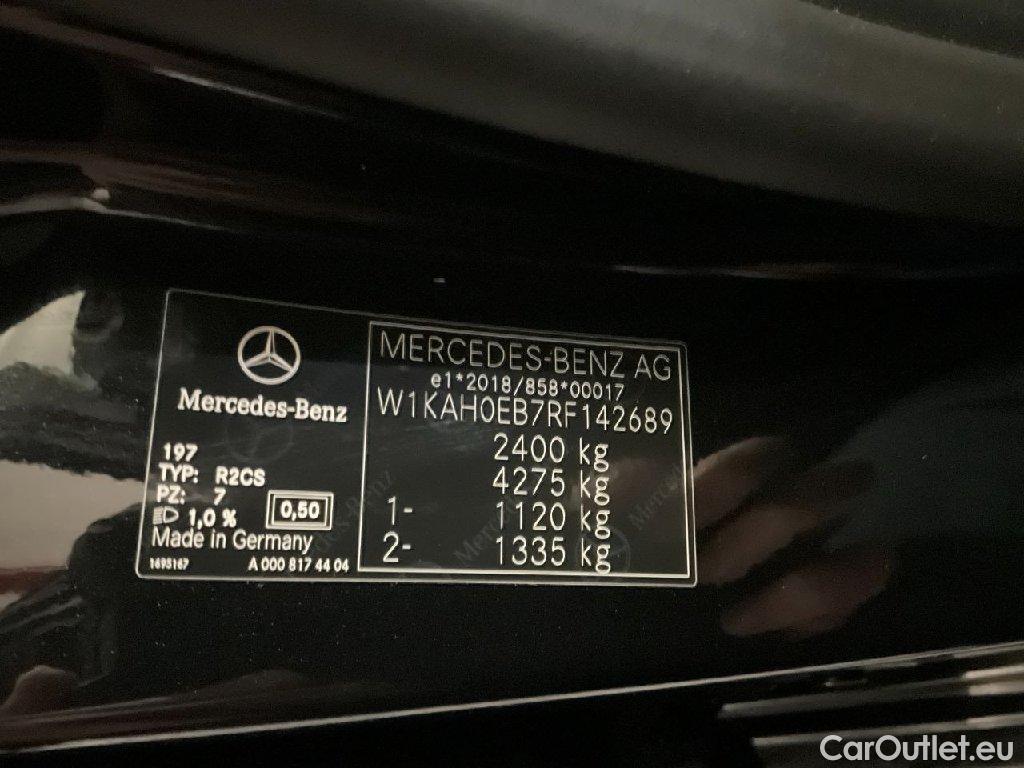 Mercedes-Benz
197
TYP: R2CS
PZ: 7
1,0 % 0,50
Made in Germany
1695167 A 000 817 44 04
MERCEDES-BENZ AG
e1*2018/858*00017
W1KAH0EB7RF142689
2400 kg
4275 kg
1- 1120 kg
2- 1335 kg
CarOutlet.eu